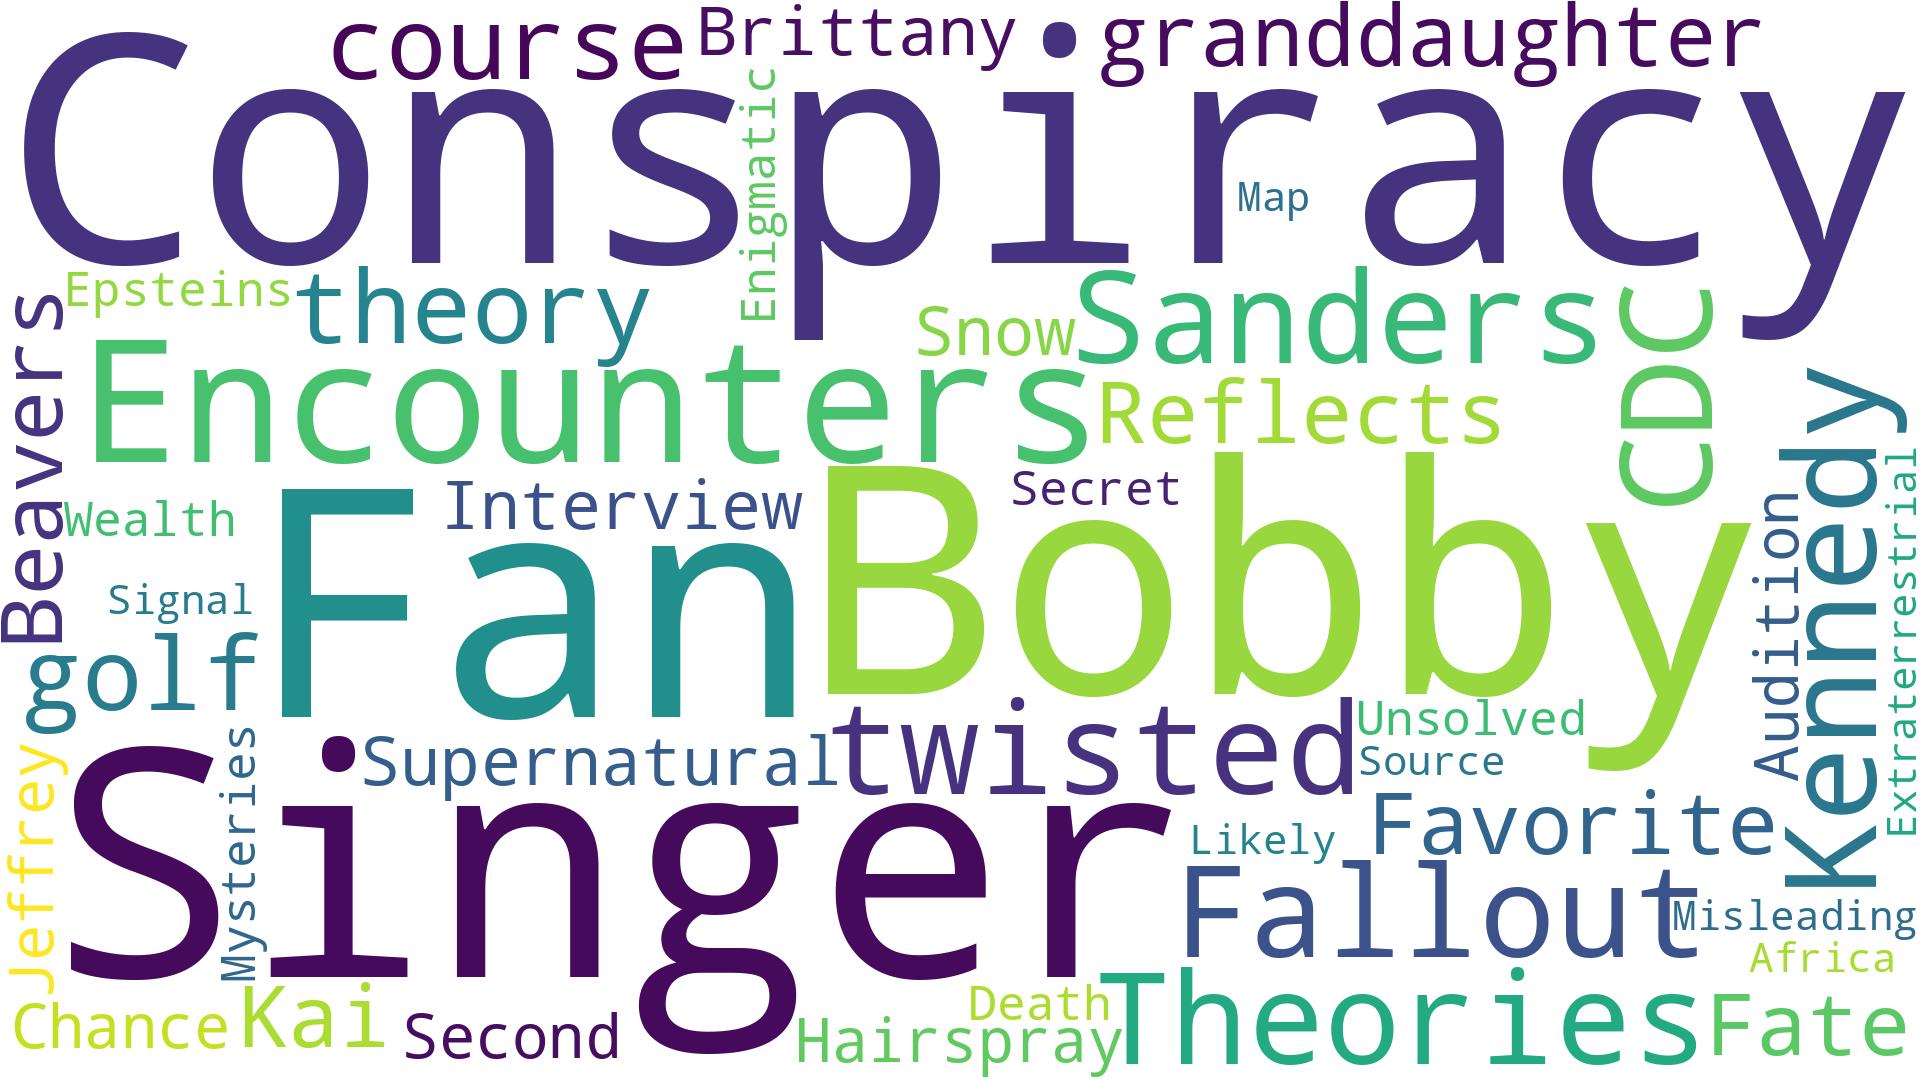 course
Brittany
granddaughter
Conspiracy
Enigmatic
Map
Epsteins
theory
Snow
Sanders
CDC
Beavers
Encounters
Reflects
Kennedy
Wealth
Interview
Secret
Bobby
Fan
Audition
Extraterrestrial
Signal
golf
twisted
Unsolved
Source
Jeffrey
Mysteries
Supernatural
Singer
Likely
Favorite
Fallout
Misleading
Africa
Chance
Kai
Second
Death
Hairspray
Theories
Fate